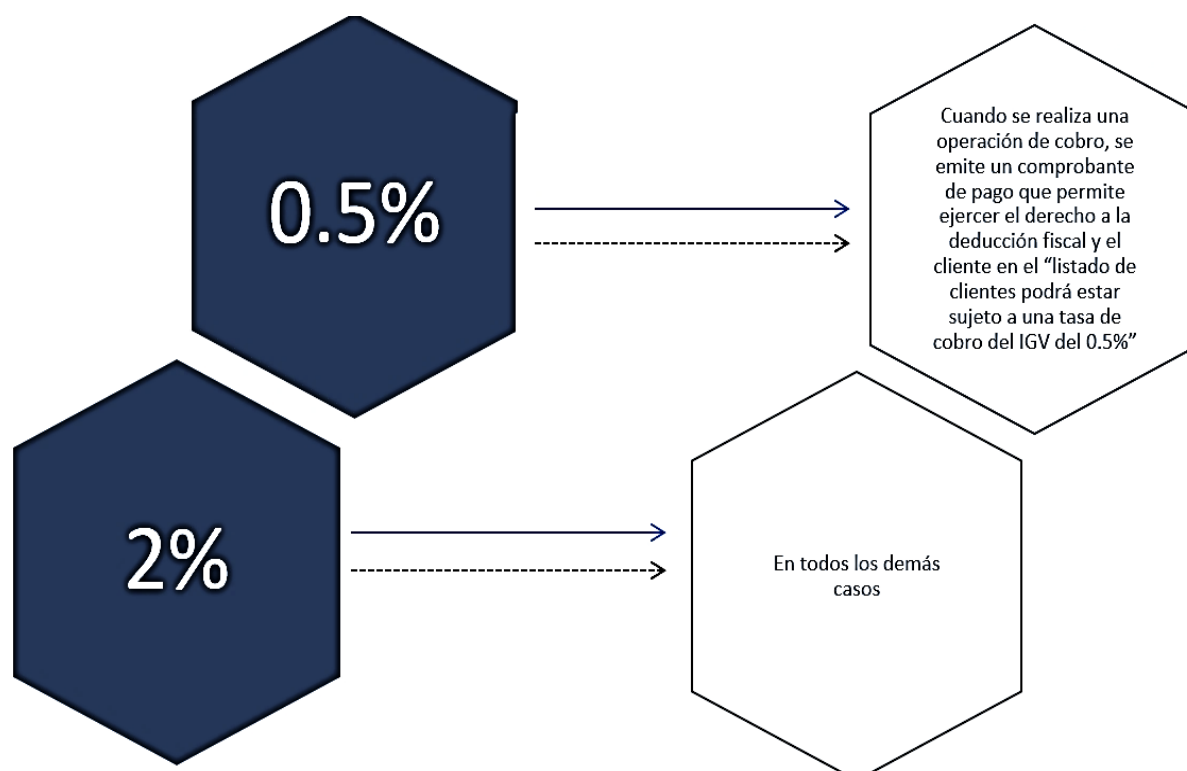 0.5%
Cuando se realiza una
operación de cobro, se
emite un comprobante
de pago que permite
ejercer el derecho a la
deducción fiscal y el
cliente en el “listado de
clientes podrá estar
sujeto a una tasa de
cobro del IGV del 0.5%”
2%
En todos los demás
casos